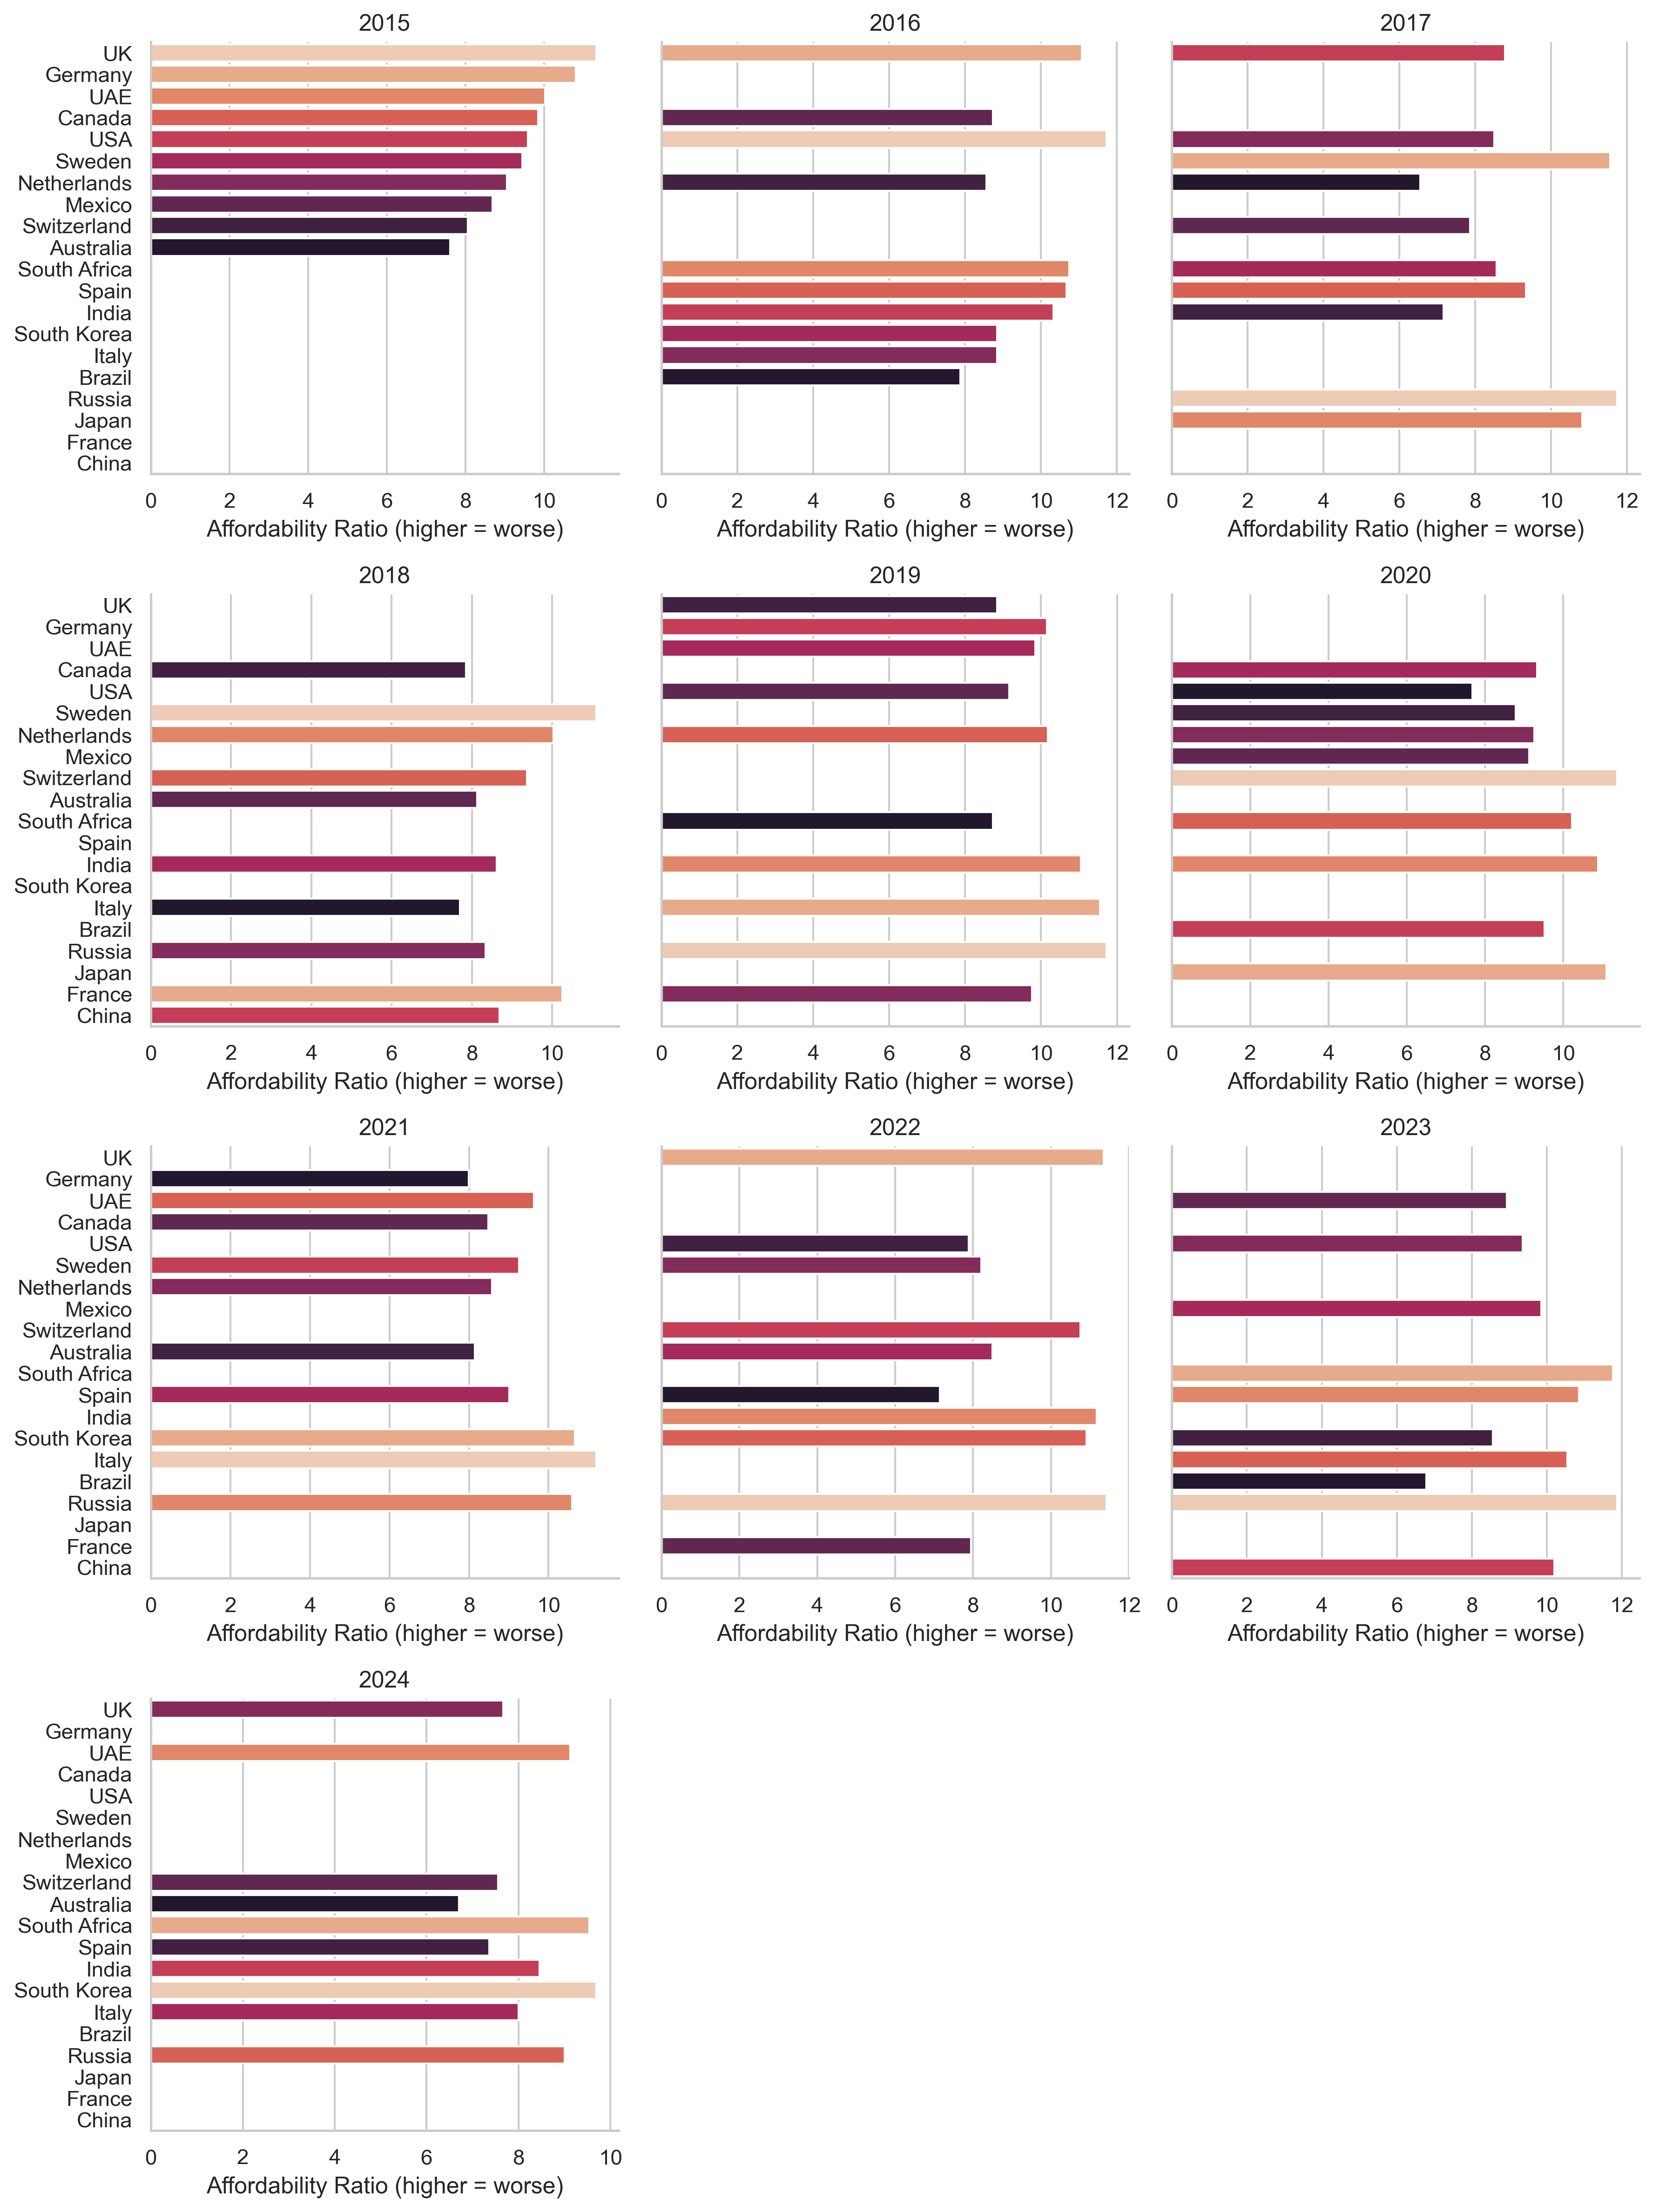 2015 2016 2017
UK
Germany
UAE
Canada
USA
Sweden
Netherlands
Mexico
Switzerland
Australia
South Africa
Spain
India
South Korea
Italy
Brazil
Russia
Japan
France
China
0 2 4 6 8 10 0 2 4 6 8 10 12 0 2 4 6 8 10 12
Affordability Ratio (higher = worse) Affordability Ratio (higher = worse) Affordability Ratio (higher = worse)
2018 2019 2020
UK
Germany
UAE
Canada
USA
Sweden
Netherlands
Mexico
Switzerland
Australia
South Africa
Spain
India
South Korea
Italy
Brazil
Russia
Japan
France
China
0 2 4 6 8 10 0 2 4 6 8 10 12 0 2 4 6 8 10
Affordability Ratio (higher = worse) Affordability Ratio (higher = worse) Affordability Ratio (higher = worse)
2021 2022 2023
UK
Germany
UAE
Canada
USA
Sweden
Netherlands
Mexico
Switzerland
Australia
South Africa
Spain
India
South Korea
Italy
Brazil
Russia
Japan
France
China
0 2 4 6 8 10 0 2 4 6 8 10 12 0 2 4 6 8 10 12
Affordability Ratio (higher = worse) Affordability Ratio (higher = worse) Affordability Ratio (higher = worse)
2024
UK
Germany
UAE
Canada
USA
Sweden
Netherlands
Mexico
Switzerland
Australia
South Africa
Spain
India
South Korea
Italy
Brazil
Russia
Japan
France
China
0 2 4 6 8 10
Affordability Ratio (higher = worse)